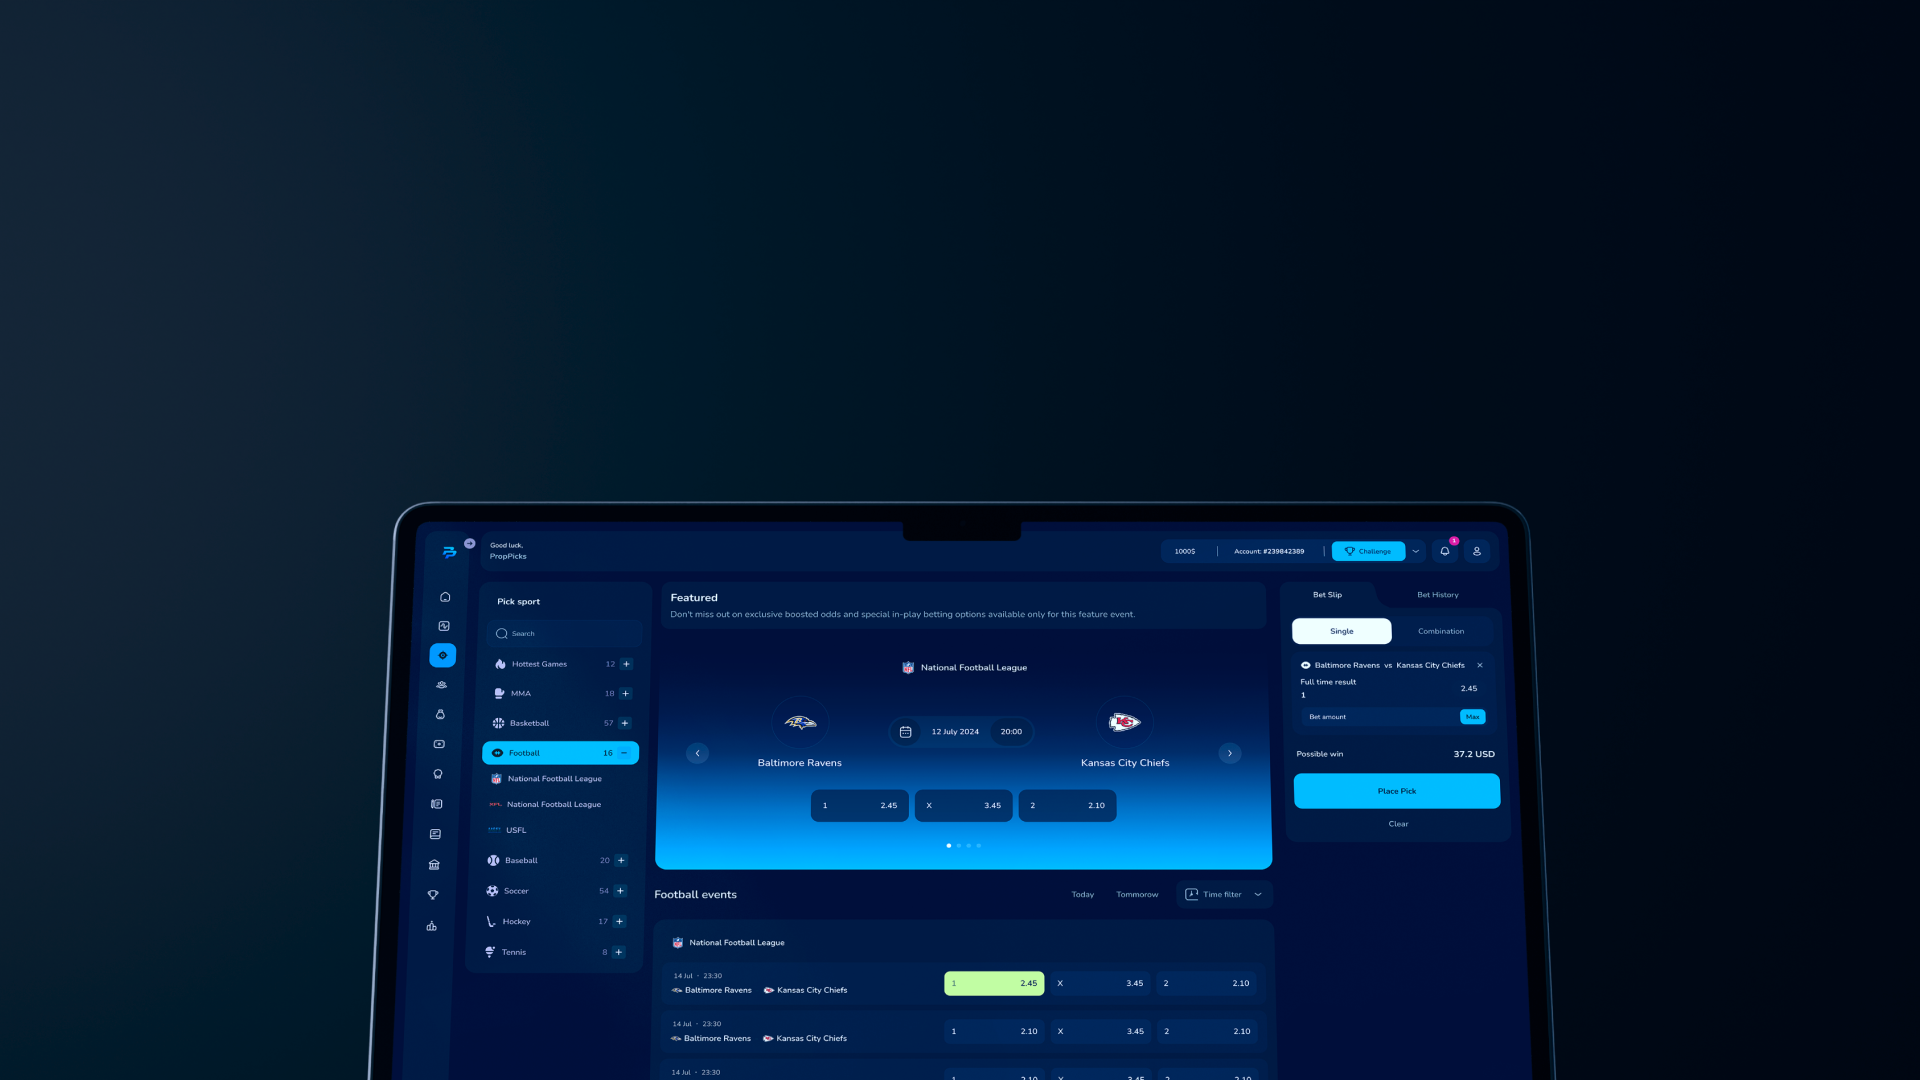 Good luck,
PropPicks
1000$
Account: #239842389
Challenge
1
Pick sport
Search
Hottest Games 12 +
MMA 18 +
Basketball 57 +
Football 16 −
National Football League
National Football League
USFL
Baseball 20 +
Soccer 54 +
Hockey 17 +
Tennis 8 +
Featured
Don't miss out on exclusive boosted odds and special in-play betting options available only for this feature event.
National Football League
12 July 2024 20:00
Baltimore Ravens
Kansas City Chiefs
1 2.45
X 3.45
2 2.10
Football events
Today
Tommorow
Time filter
National Football League
14 Jul - 23:30
Baltimore Ravens Kansas City Chiefs
1 2.45
X 3.45
2 2.10
14 Jul - 23:30
Baltimore Ravens Kansas City Chiefs
1 2.10
X 3.45
2 2.10
14 Jul - 23:30
1 2.10
X 3.45
2 2.10
Bet Slip
Bet History
Single
Combination
Baltimore Ravens vs Kansas City Chiefs ×
Full time result
1
2.45
Bet amount
Max
Possible win
37.2 USD
Place Pick
Clear